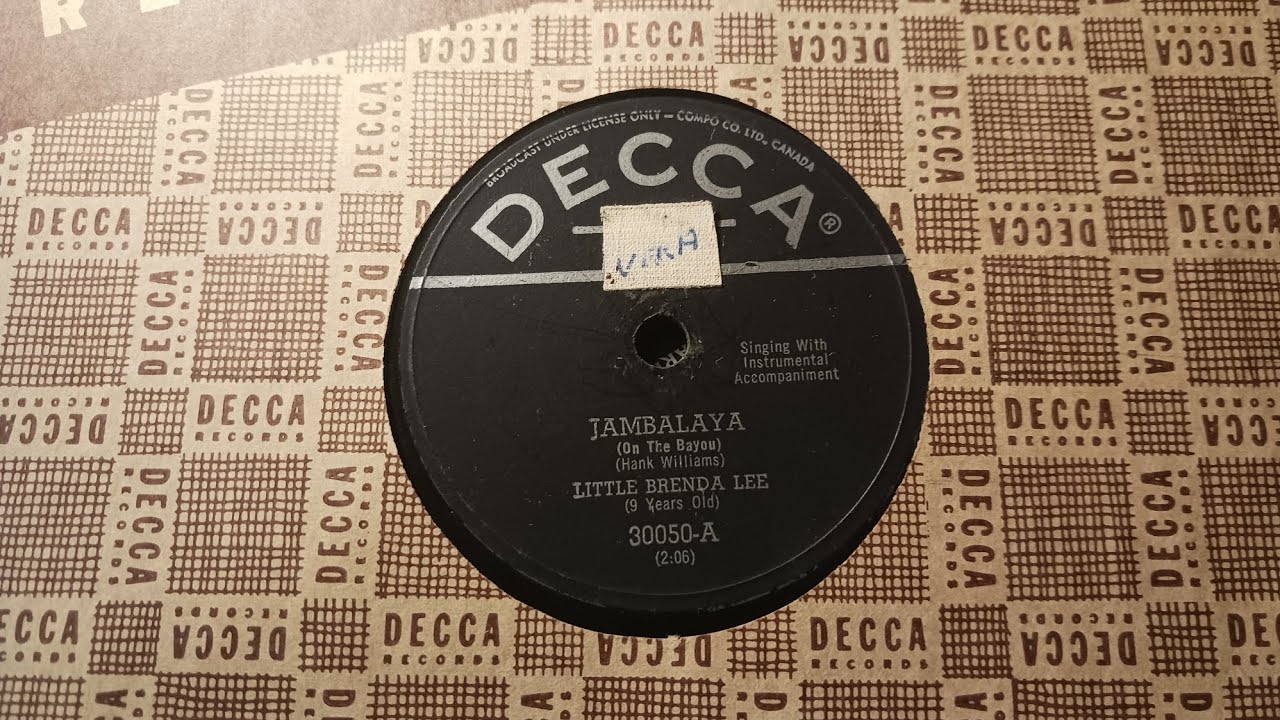 BROADCAST UNDER LICENSE ONLY — COMPO CO. LTD., CANADA
DECCA®
VERA
Singing With
Instrumental
Accompaniment
JAMBALAYA
(On The Bayou)
(Hank Williams)
LITTLE BRENDA LEE
(9 Years Old)
30050-A
(2:06)
DECCA
RECORDS